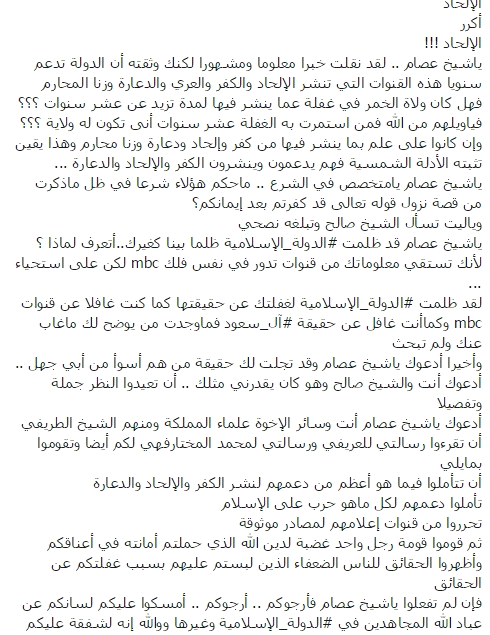 الإلحاد
أكرر
الإلحاد !!!
ياشيخ عصام .. لقد نقلت خبرا معلوما ومشهورا لكنك وثقته أن الدولة تدعم
سنويا هذه القنوات التي تنشر الإلحاد والكفر والعري والدعارة وزنا المحارم
فهل كان ولاة الخمر في غفلة عما ينشر فيها لمدة تزيد عن عشر سنوات ؟؟؟
فياويلهم من الله فمن استمرت به الغفلة عشر سنوات أنى تكون له ولاية ؟؟؟
وإن كانوا على علم بما ينشر فيها من كفر وإلحاد ودعارة وزنا محارم وهذا يقين
تثبته الأدلة الشمسية فهم يدعمون وينشرون الكفر والإلحاد والدعارة ...
ياشيخ عصام يامتخصص في الشرع .. ماحكم هؤلاء شرعا في ظل ماذكرت
من قصة نزول قوله تعالى قد كفرتم بعد إيمانكم؟
وياليت تسأل الشيخ صالح وتبلغه نصحي
ياشيخ عصام قد ظلمت #الدولة_الإسلامية ظلما بينا كغيرك..أتعرف لماذا ؟
لأنك تستقي معلوماتك من قنوات تدور في نفس فلك mbc لكن على استحياء
...
لقد ظلمت #الدولة_الإسلامية لغفلتك عن حقيقتها كما كنت غافلا عن قنوات
mbc وكماأنت غافل عن حقيقة #آل_سعود فماوجدت من يوضح لك ماغاب
عنك ولم تبحث
وأخيرا أدعوك ياشيخ عصام وقد تجلت لك حقيقة من هم أسوأ من أبي جهل ..
أدعوك أنت والشيخ صالح وهو كان يقدرني مثلك .. أن تعيدوا النظر جملة
وتفصيلا
أدعوك ياشيخ عصام أنت وسائر الإخوة علماء المملكة ومنهم الشيخ الطريفي
أن تقرءوا رسالتي للعريفي ورسالتي لمحمد المختارفهي لكم أيضا وتقوموا
بمايلي
أن تتأملوا فيما هو أعظم من دعمهم لنشر الكفر والإلحاد والدعارة
تأملوا دعمهم لكل ماهو حرب على الإسلام
تحرروا من قنوات إعلامهم لمصادر موثوقة
ثم قوموا قومة رجل واحد غضبة لدين الله الذي حملتم أمانته في أعناقكم
وأظهروا الحقائق للناس الضعفاء الذين لبستم عليهم بسبب غفلتكم عن
الحقائق
فإن لم تفعلوا ياشيخ عصام فأرجوكم .. أرجوكم .. أمسكوا عليكم لسانكم عن
عباد الله المجاهدين في #الدولة_الإسلامية وغيرها ووالله إنه لشفقة عليكم